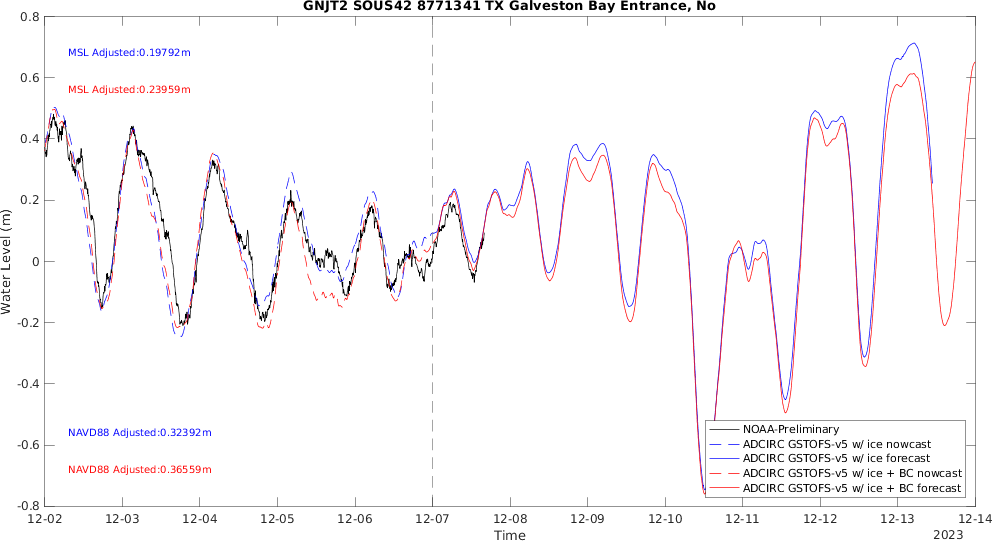 GNJT2 SOUS42 8771341 TX Galveston Bay Entrance, No
0.8
MSL Adjusted:0.19792m
0.6
MSL Adjusted:0.23959m
0.4
0.2
0
-0.2
-0.4
-0.6
-0.8
Water Level (m)
NAVD88 Adjusted:0.32392m
NAVD88 Adjusted:0.36559m
NOAA-Preliminary
ADCIRC GSTOFS-v5 w/ ice nowcast
ADCIRC GSTOFS-v5 w/ ice forecast
ADCIRC GSTOFS-v5 w/ ice + BC nowcast
ADCIRC GSTOFS-v5 w/ ice + BC forecast
12-02 12-03 12-04 12-05 12-06 12-07 12-08 12-09 12-10 12-11 12-12 12-13 12-14
Time
2023